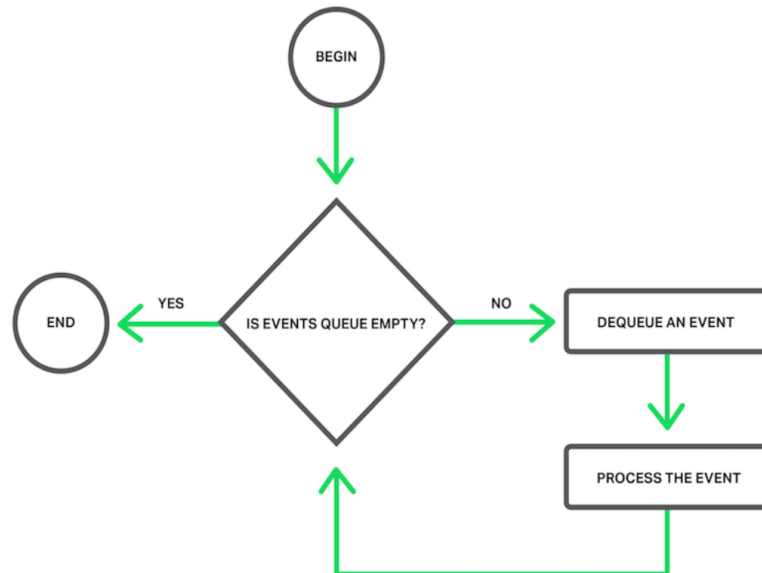 BEGIN
YES
NO
END
IS EVENTS QUEUE EMPTY?
DEQUEUE AN EVENT
PROCESS THE EVENT